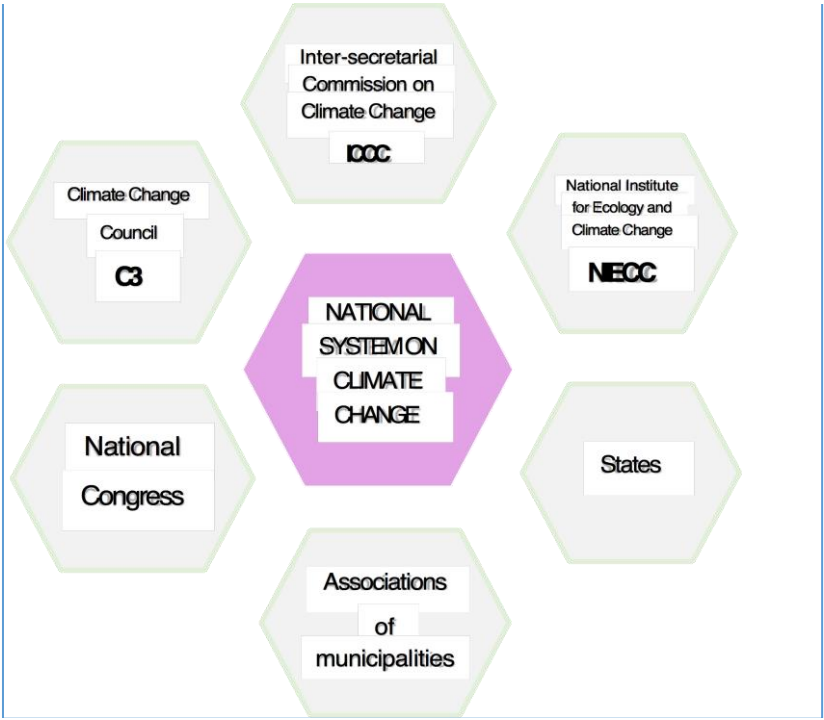 Inter-secretarial
Commission on
Climate Change
ICCC
Climate Change
Council
C3
National Institute
for Ecology and
Climate Change
NIECC
NATIONAL
SYSTEM ON
CLIMATE
CHANGE
National
Congress
States
Associations
of
municipalities